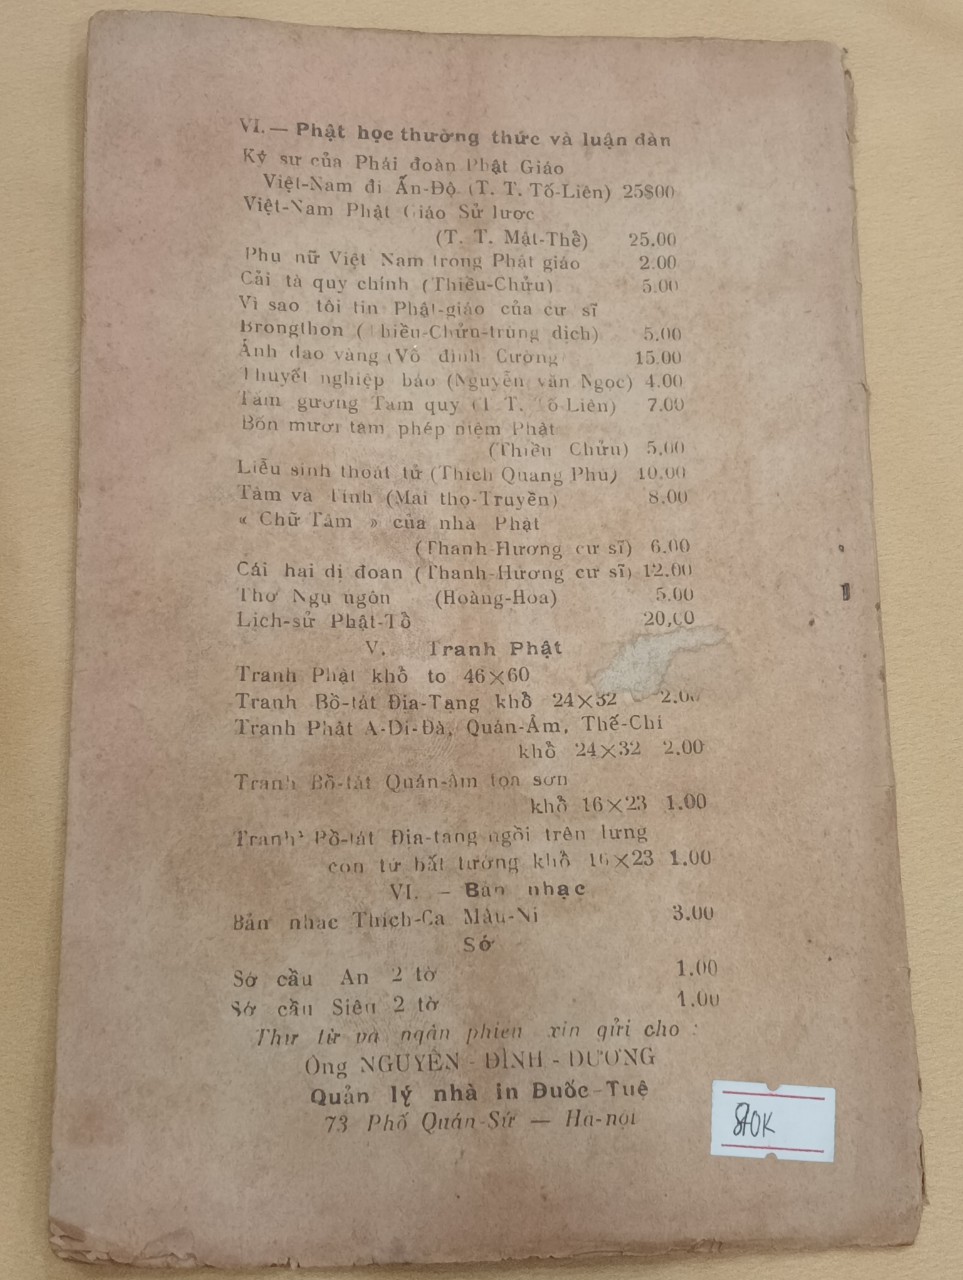 VI. — Phật học thường thức và luận đàn
Ký sự của Phái đoàn Phật Giáo
Việt-Nam đi Ấn-Độ (T. T. Tố-Liên) 25$00
Việt-Nam Phật Giáo Sử lược
(T. T. Mật-Thể) 25.00
Phụ nữ Việt Nam trong Phật giáo 2.00
Cải tà quy chính (Thiều-Chửu) 5.00
Vì sao tôi tin Phật-giáo của cư sĩ
Brongthon (Thiều-Chửu-trùng dịch) 5.00
Ánh đạo vàng (Võ đình Cường 15.00
Thuyết nghiệp báo (Nguyễn văn Ngọc) 4.00
Tấm gương Tam quy (T T. Tố-Liên) 7.00
Bốn mươi tám phép niệm Phật
(Thiều Chửu) 5.00
Liễu sinh thoát tử (Thích Quang Phú) 10.00
Tâm và Tính (Mai thọ-Truyền) 8.00
« Chữ Tâm » của nhà Phật
(Thanh-Hương cư sĩ) 6.00
Cái hại dị đoan (Thanh-Hương cư sĩ) 12.00
Thơ Ngụ ngôn (Hoàng-Hoa) 5.00
Lịch-sử Phật-Tổ 20,00
V. Tranh Phật
Tranh Phật khổ to 46×60
Tranh Bồ-tát Địa-Tạng khổ 24×32 2.00
Tranh Phật A-Di-Đà, Quán-Âm, Thế-Chí
khổ 24×32 2.00
Tranh Bồ-tát Quán-Âm tọa sơn
khổ 16×23 1.00
Tranh Bồ-tát Địa-tạng ngồi trên lưng
con tử bất tường khổ 16×23 1.00
VI. – Bản nhạc
Bản nhạc Thích-Ca Mâu-Ni 3.00
Sớ
Sớ cầu An 2 tờ 1.00
Sớ cầu Siêu 2 tờ 1.00
Thư từ và ngân phiếu xin gửi cho :
Ông NGUYỄN - ĐÌNH - DƯƠNG
Quản lý nhà in Đuốc-Tuệ
73 Phố Quán-Sứ — Hà-nội